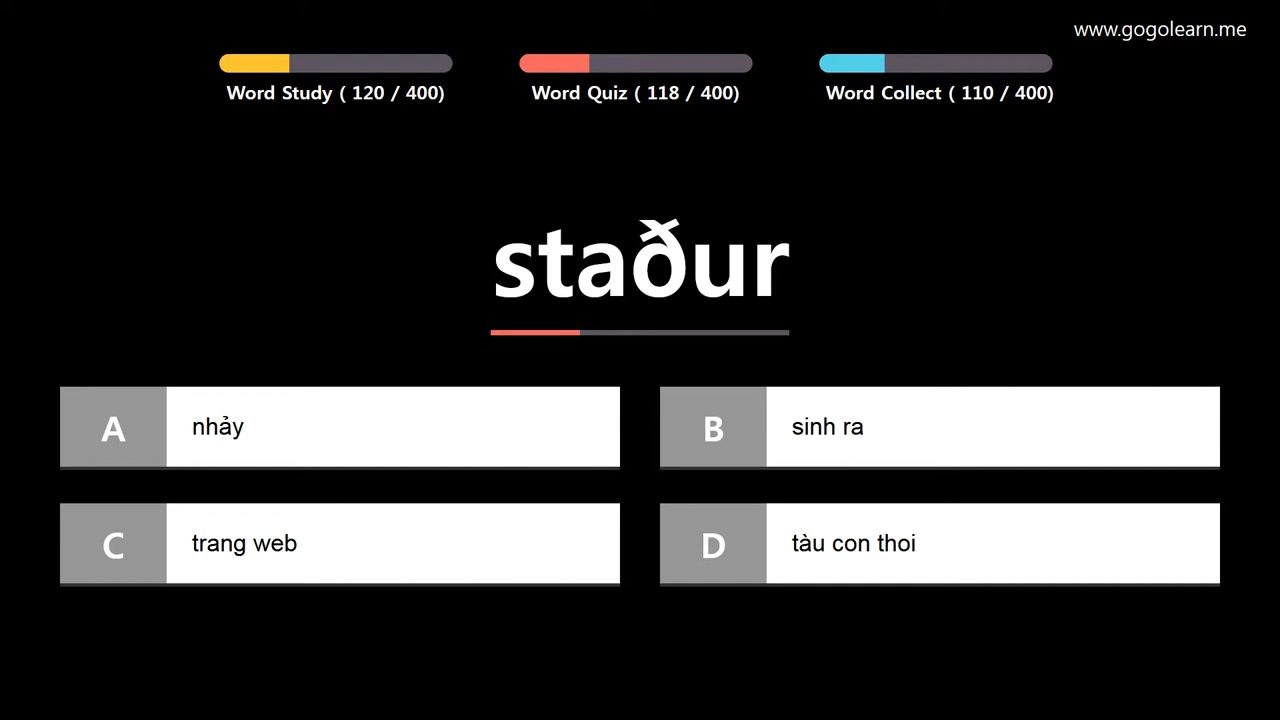 www.gogolearn.me
Word Study ( 120 / 400)
Word Quiz ( 118 / 400)
Word Collect ( 110 / 400)
staður
A nhảy
B sinh ra
C trang web
D tàu con thoi